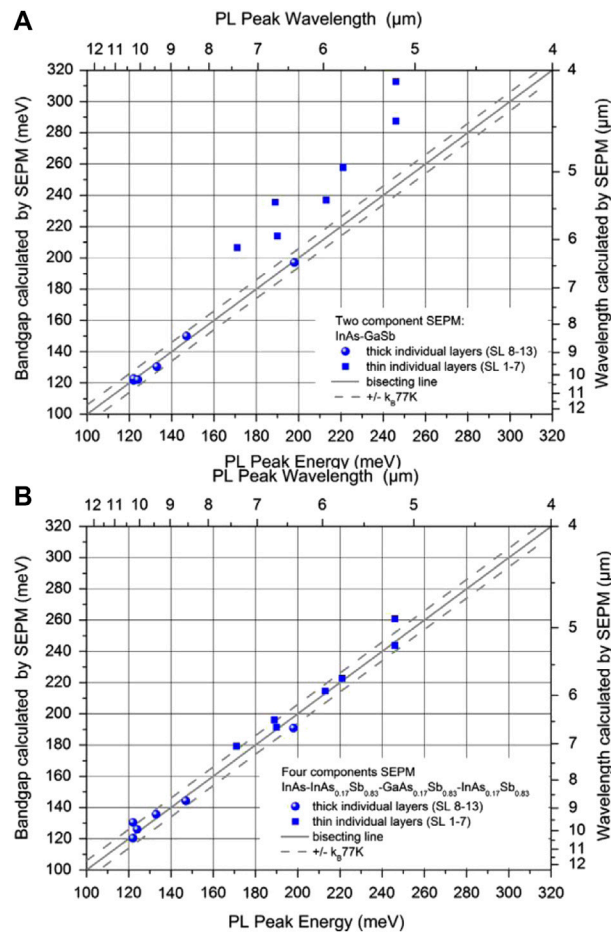 A
PL Peak Wavelength (µm)
12 11 10 9 8 7 6 5 4
Bandgap calculated by SEPM (meV)
320
300
280
260
240
220
200
180
160
140
120
100
4
5
6
7
8
9
10
11
12
Wavelength calculated by SEPM (µm)
Two component SEPM:
InAs-GaSb
thick individual layers (SL 8-13)
thin individual layers (SL 1-7)
bisecting line
+/- k_B77K
100 120 140 160 180 200 220 240 260 280 300 320
PL Peak Energy (meV)
B
PL Peak Wavelength (µm)
12 11 10 9 8 7 6 5 4
Bandgap calculated by SEPM (meV)
320
300
280
260
240
220
200
180
160
140
120
100
4
5
6
7
8
9
10
11
12
Wavelength calculated by SEPM (µm)
Four components SEPM
InAs-InAs0.17Sb0.83-GaAs0.17Sb0.83-InAs0.17Sb0.83
thick individual layers (SL 8-13)
thin individual layers (SL 1-7)
bisecting line
+/- k_B77K
100 120 140 160 180 200 220 240 260 280 300 320
PL Peak Energy (meV)